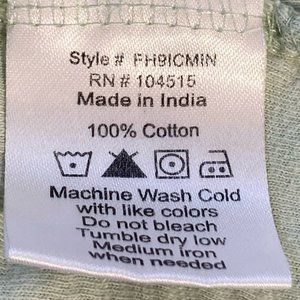 Style # FH9ICMIN
RN # 104515
Made in India
100% Cotton
Machine Wash Cold
with like colors
Do not bleach
Tumble dry low
Medium iron
when needed